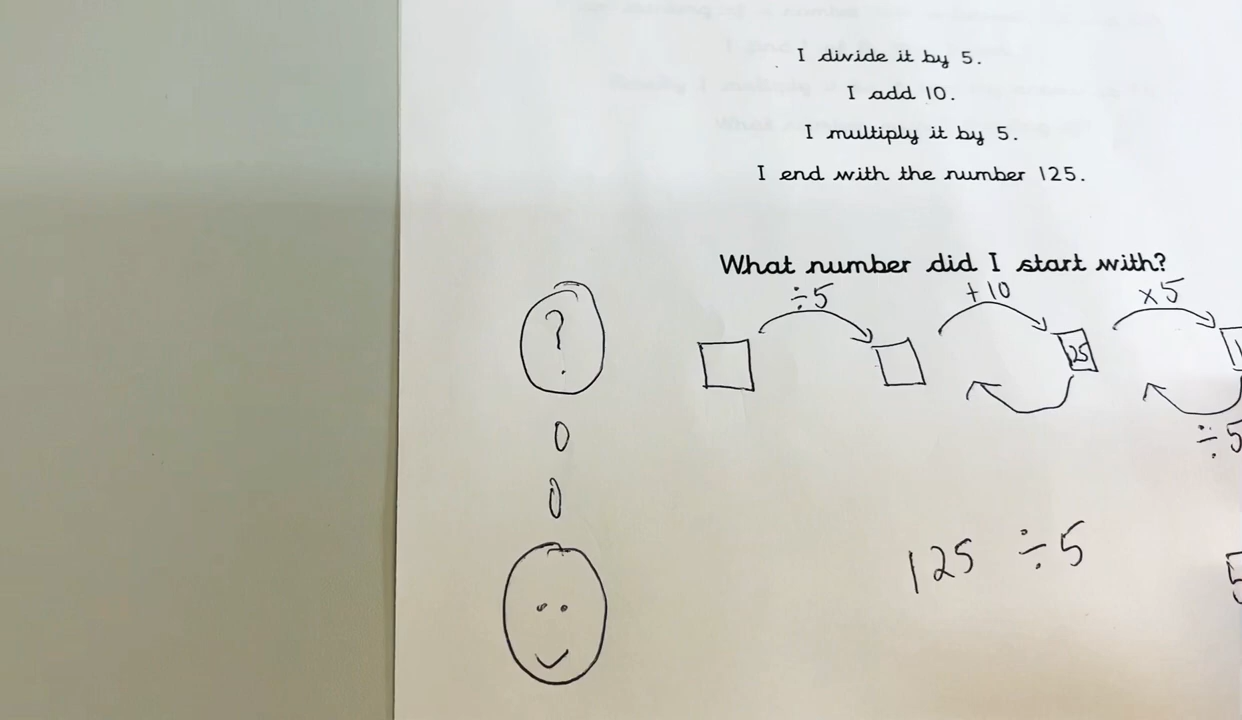 I divide it by 5.
I add 10.
I multiply it by 5.
I end with the number 125.
What number did I start with?
÷5 +10 ×5
?
25
÷5
125 ÷5